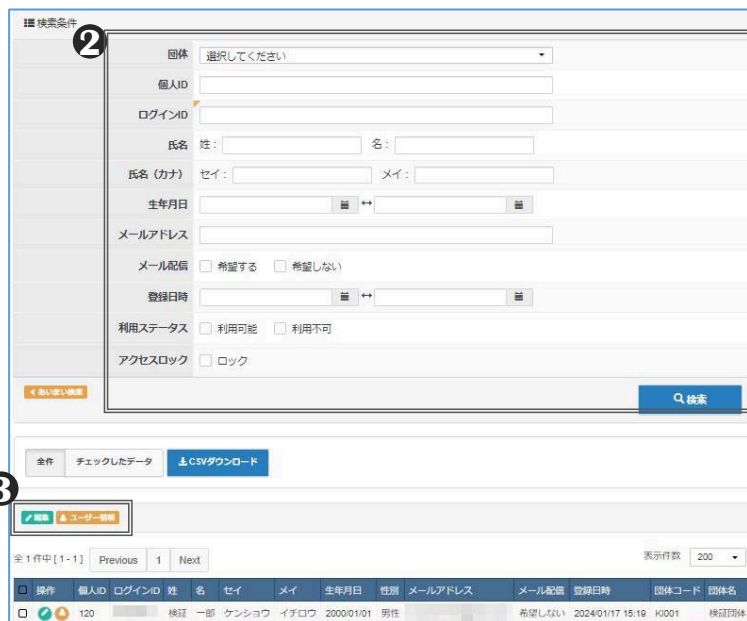 検索条件
❷
団体 選択してください
個人ID
ログインID
氏名 姓： 名：
氏名（カナ） セイ： メイ：
生年月日 ↔
メールアドレス
メール配信 希望する 希望しない
登録日時 ↔
利用ステータス 利用可能 利用不可
アクセスロック ロック
あいまい検索 検索
全件 チェックしたデータ CSVダウンロード
❸
編集 ユーザー情報
全 1 件中 [ 1 - 1 ] Previous 1 Next 表示件数 200
操作 個人ID ログインID 姓 名 セイ メイ 生年月日 性別 メールアドレス メール配信 登録日時 団体コード 団体名
120 検証 一郎 ケンショウ イチロウ 2000/01/01 男性 希望しない 2024/01/17 15:19 KI001 検証団体